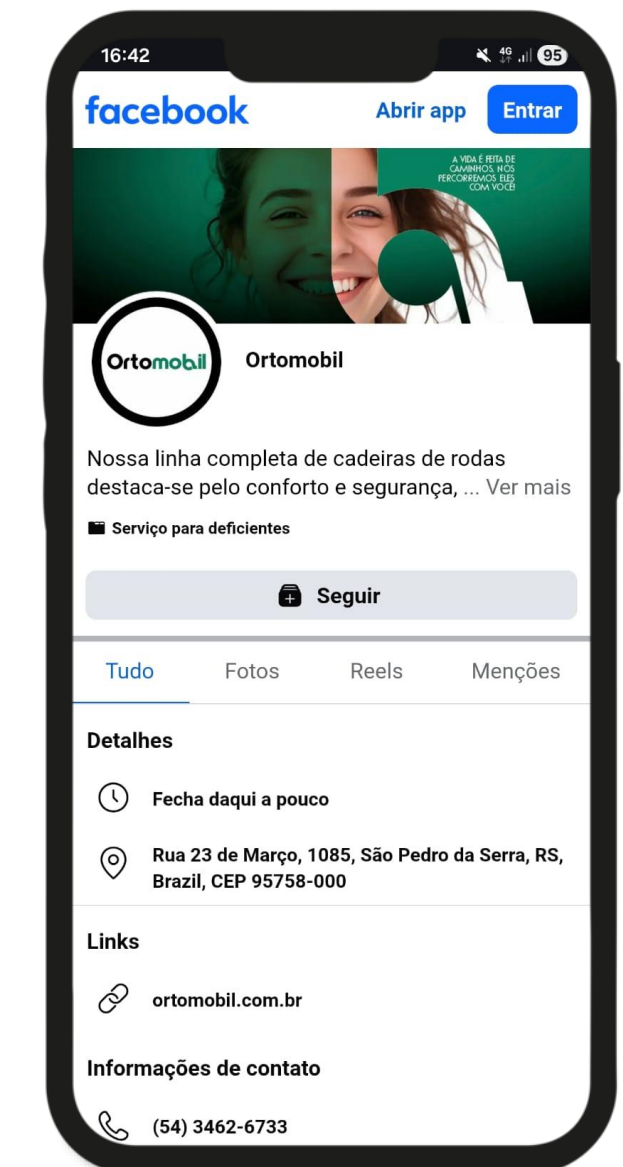 16:42
4G
95
facebook
Abrir app
Entrar
A VIDA É FEITA DE
CAMINHOS. NÓS
PERCORREMOS ELES
COM VOCÊ!
Ortomobil
Ortomobil
Nossa linha completa de cadeiras de rodas
destaca-se pelo conforto e segurança, ... Ver mais
Serviço para deficientes
Seguir
Tudo Fotos Reels Menções
Detalhes
Fecha daqui a pouco
Rua 23 de Março, 1085, São Pedro da Serra, RS,
Brazil, CEP 95758-000
Links
ortomobil.com.br
Informações de contato
(54) 3462-6733